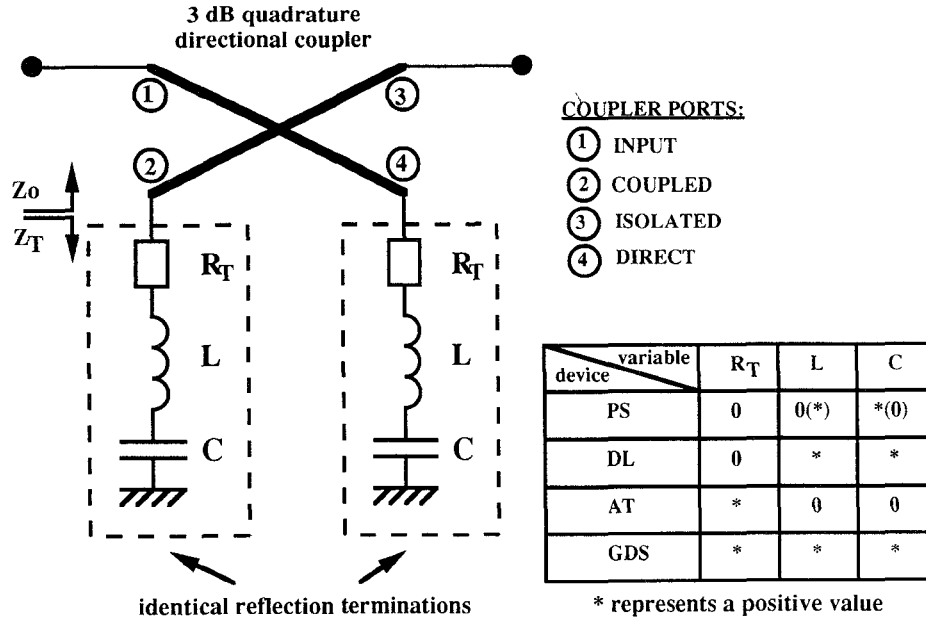 3 dB quadrature
directional coupler
1
3
2
4
Zo
ZT
RT
L
C
RT
L
C
identical reflection terminations
COUPLER PORTS:
1 INPUT
2 COUPLED
3 ISOLATED
4 DIRECT
variable
device
RT L C
PS 0 0(*) *(0)
DL 0 * *
AT * 0 0
GDS * * *
* represents a positive value